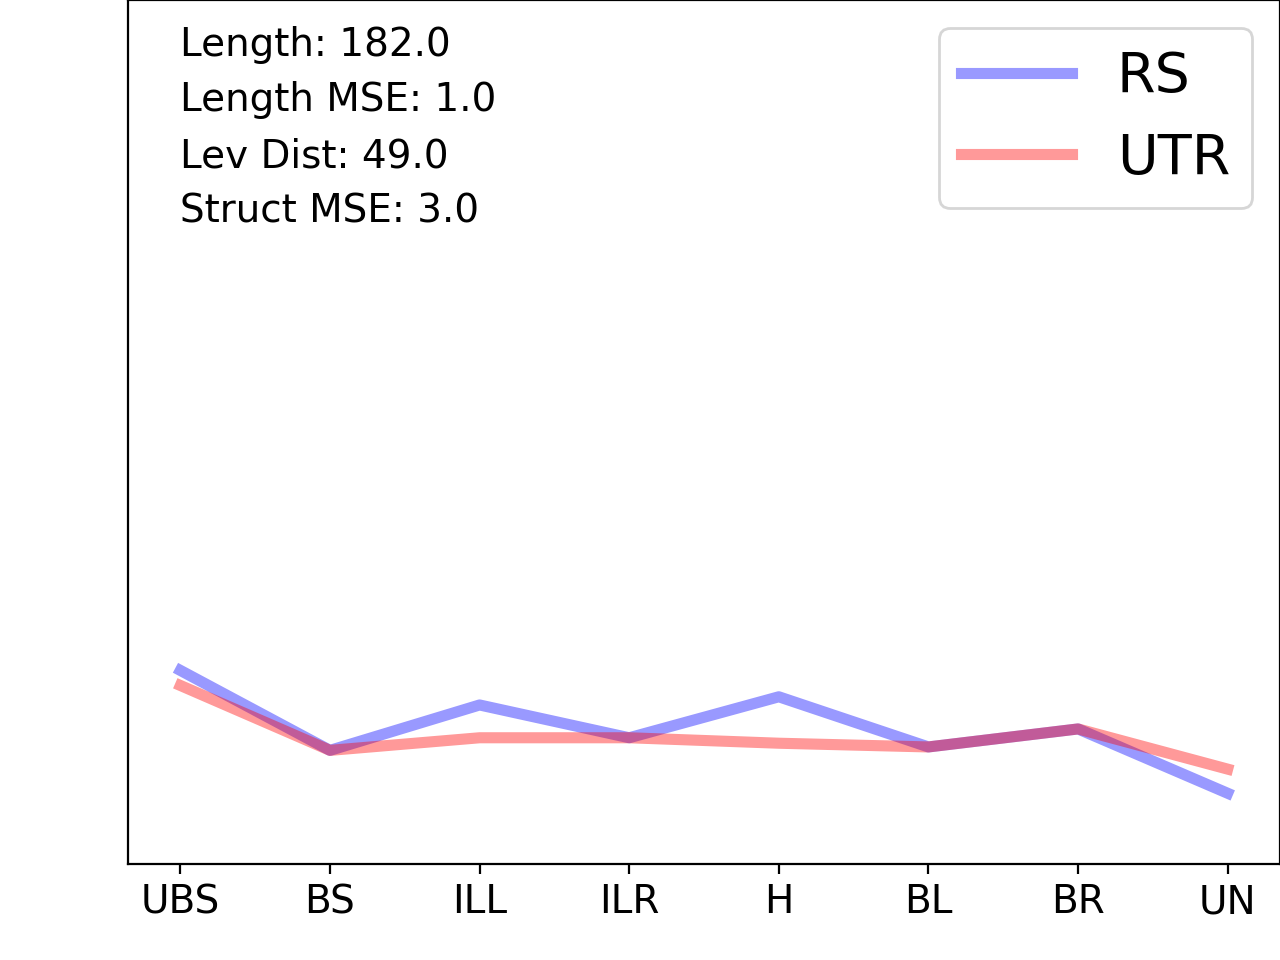 Length: 182.0
Length MSE: 1.0
Lev Dist: 49.0
Struct MSE: 3.0
RS
UTR
UBS BS ILL ILR H BL BR UN